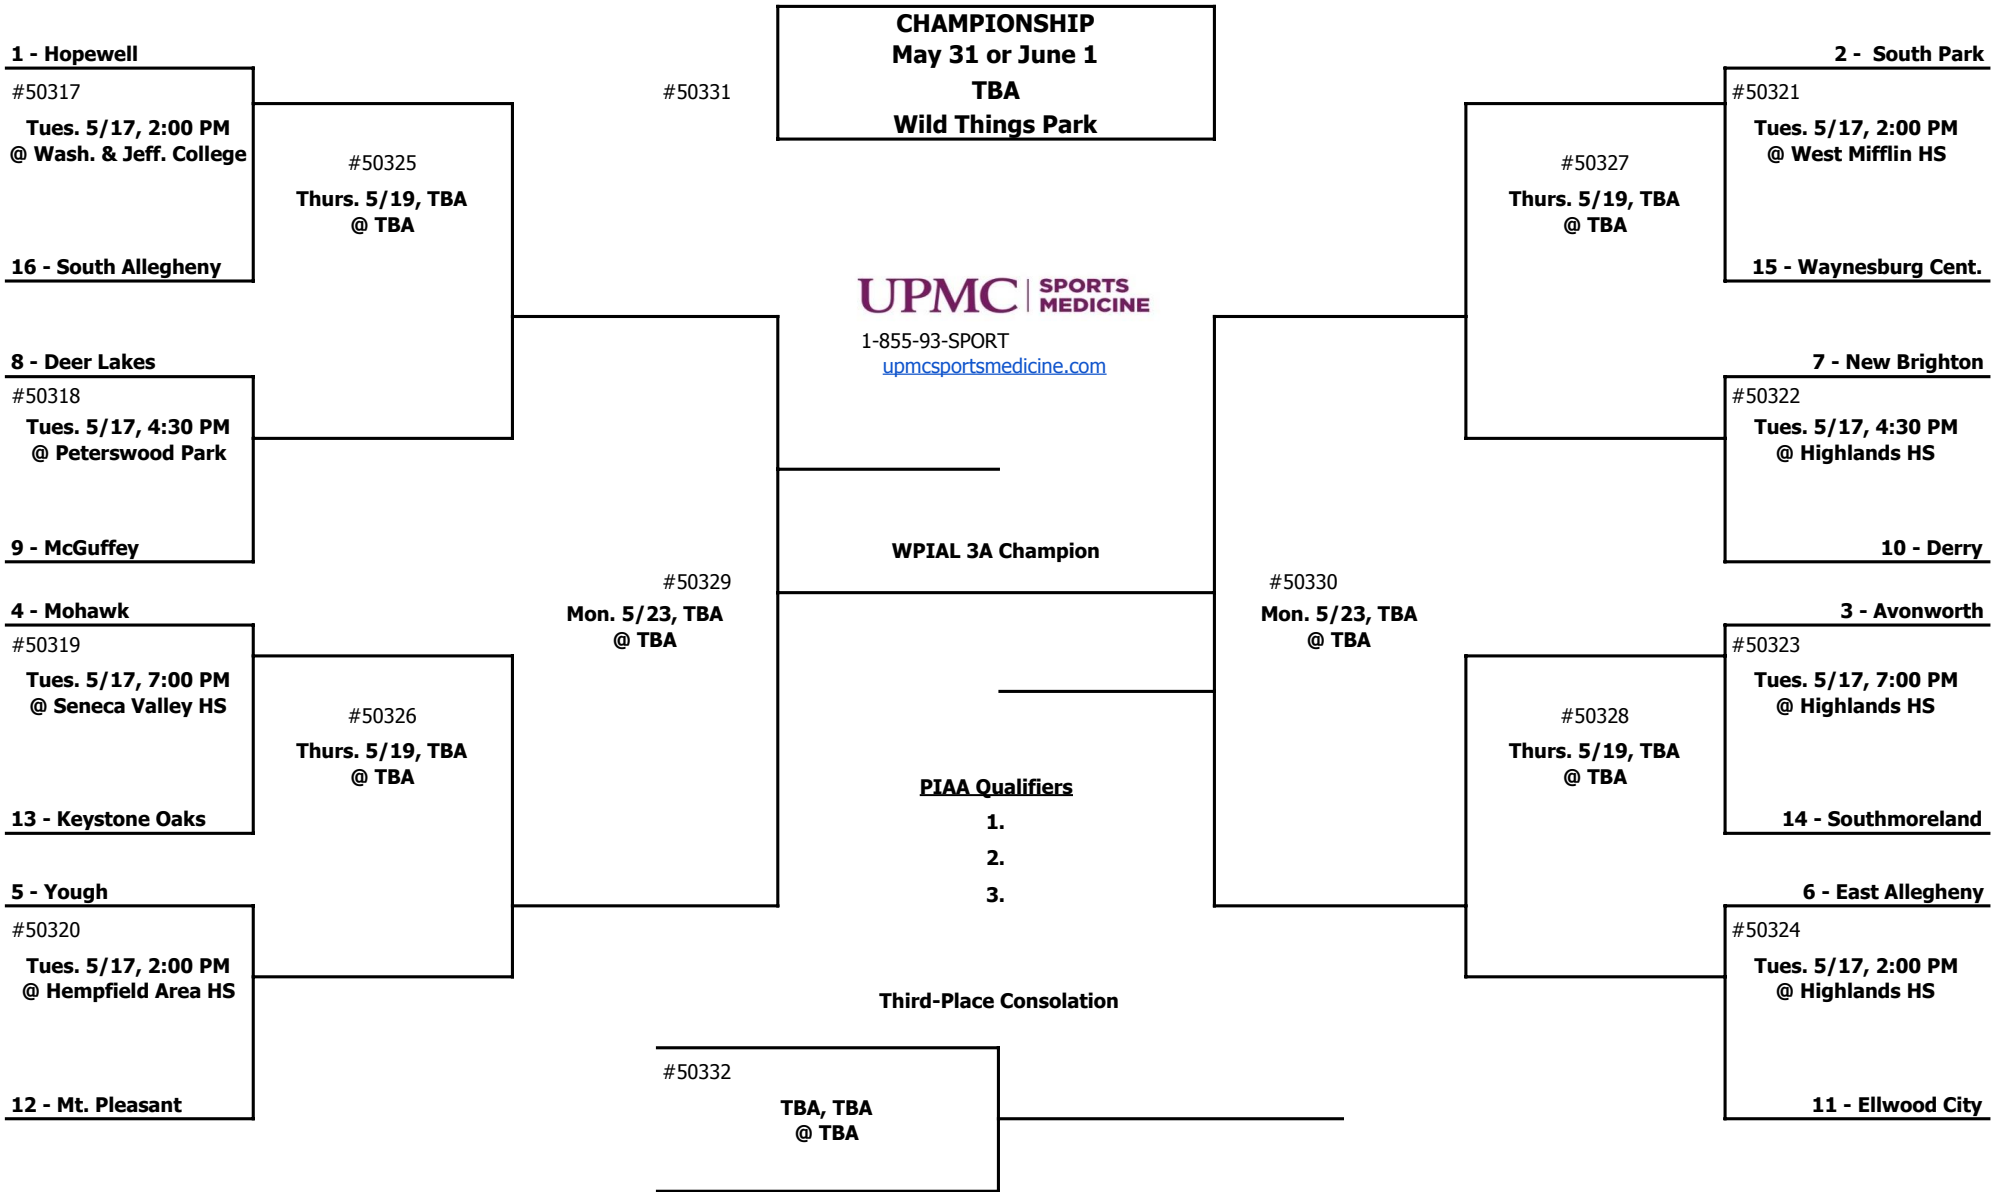 CHAMPIONSHIP
May 31 or June 1
TBA
Wild Things Park
#50331
1 - Hopewell
#50317
Tues. 5/17, 2:00 PM
@ Wash. & Jeff. College
16 - South Allegheny
#50325
Thurs. 5/19, TBA
@ TBA
8 - Deer Lakes
#50318
Tues. 5/17, 4:30 PM
@ Peterswood Park
9 - McGuffey
#50329
Mon. 5/23, TBA
@ TBA
4 - Mohawk
#50319
Tues. 5/17, 7:00 PM
@ Seneca Valley HS
13 - Keystone Oaks
#50326
Thurs. 5/19, TBA
@ TBA
5 - Yough
#50320
Tues. 5/17, 2:00 PM
@ Hempfield Area HS
12 - Mt. Pleasant
UPMC SPORTS
MEDICINE
1-855-93-SPORT
upmcsportsmedicine.com
WPIAL 3A Champion
PIAA Qualifiers
1.
2.
3.
Third-Place Consolation
#50332
TBA, TBA
@ TBA
2 - South Park
#50321
Tues. 5/17, 2:00 PM
@ West Mifflin HS
15 - Waynesburg Cent.
#50327
Thurs. 5/19, TBA
@ TBA
7 - New Brighton
#50322
Tues. 5/17, 4:30 PM
@ Highlands HS
10 - Derry
#50330
Mon. 5/23, TBA
@ TBA
3 - Avonworth
#50323
Tues. 5/17, 7:00 PM
@ Highlands HS
14 - Southmoreland
#50328
Thurs. 5/19, TBA
@ TBA
6 - East Allegheny
#50324
Tues. 5/17, 2:00 PM
@ Highlands HS
11 - Ellwood City